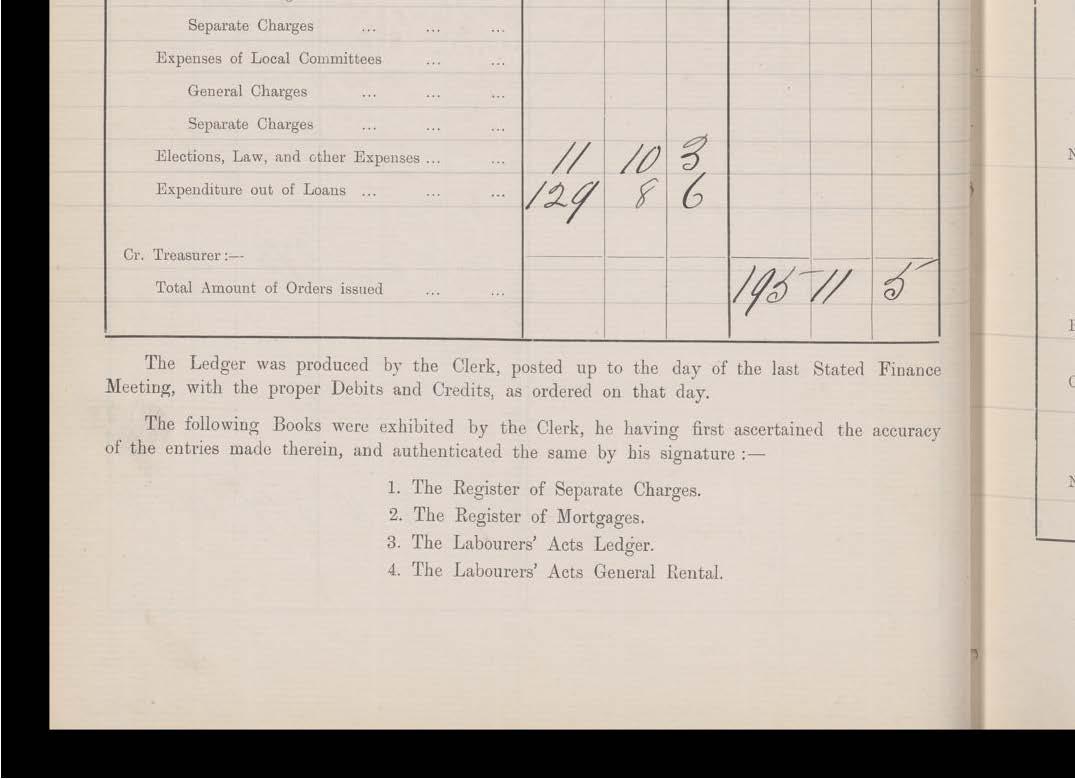 Separate Charges ... ... ...
Expenses of Local Committees ... ...
General Charges ... ... ...
Separate Charges ... ... ...
Elections, Law, and other Expenses ... ... 11 10 3
Expenditure out of Loans ... ... ... 129 8 6
Cr. Treasurer :—
Total Amount of Orders issued ... ... 195 11 5
The Ledger was produced by the Clerk, posted up to the day of the last Stated Finance
Meeting, with the proper Debits and Credits, as ordered on that day.
The following Books were exhibited by the Clerk, he having first ascertained the accuracy
of the entries made therein, and authenticated the same by his signature :—
1. The Register of Separate Charges.
2. The Register of Mortgages.
3. The Labourers' Acts Ledger.
4. The Labourers' Acts General Rental.